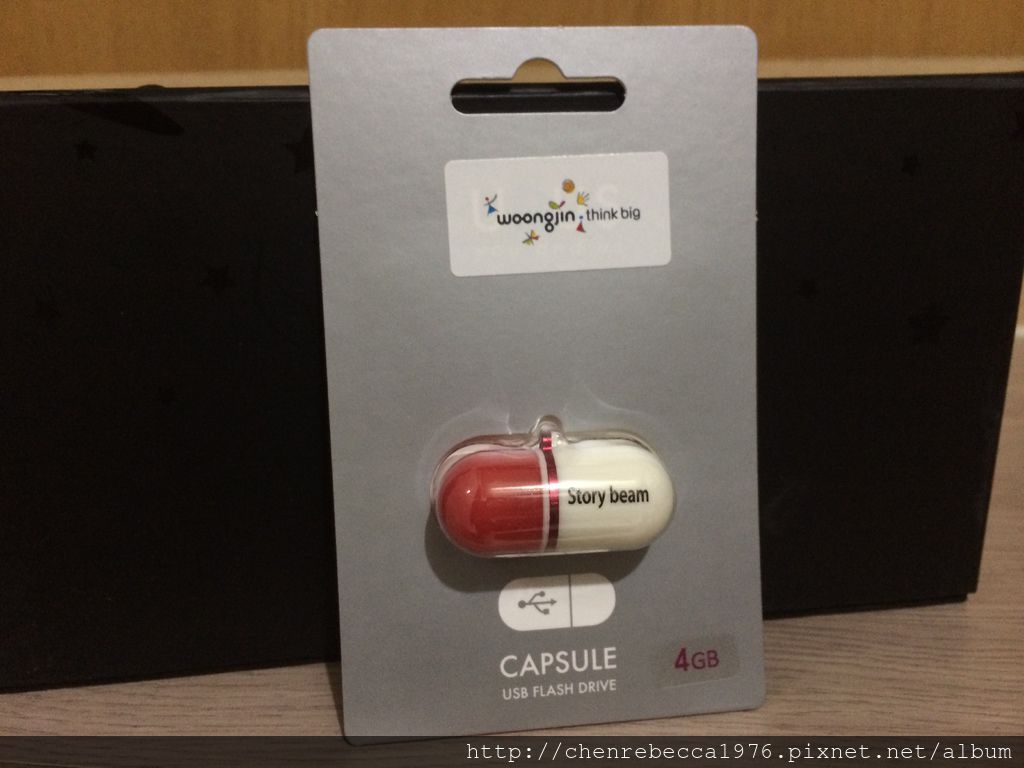 woongjin think big
Story beam
CAPSULE
4GB
USB FLASH DRIVE
http://chenrebecca1976.pixnet.net/album